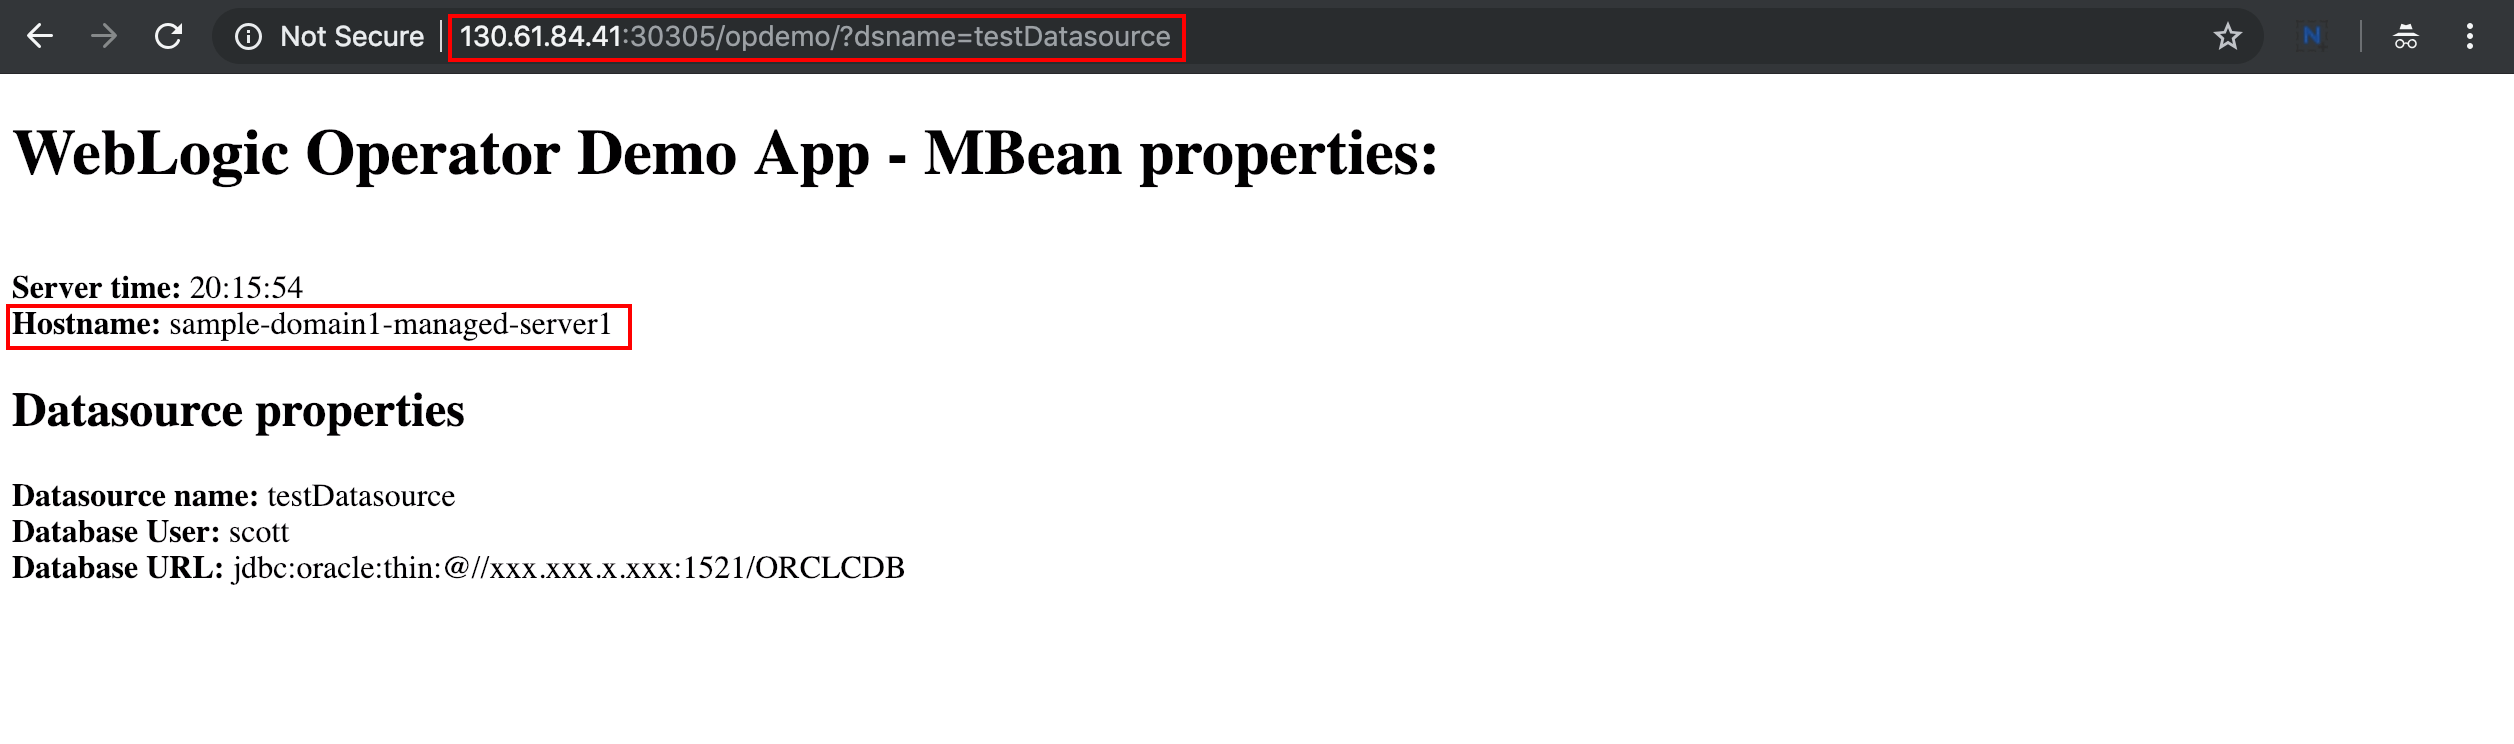 Not Secure | 130.61.84.41:30305/opdemo/?dsname=testDatasource N
WebLogic Operator Demo App - MBean properties:
Server time: 20:15:54
Hostname: sample-domain1-managed-server1
Datasource properties
Datasource name: testDatasource
Database User: scott
Database URL: jdbc:oracle:thin:@//xxx.xxx.x.xxx:1521/ORCLCDB